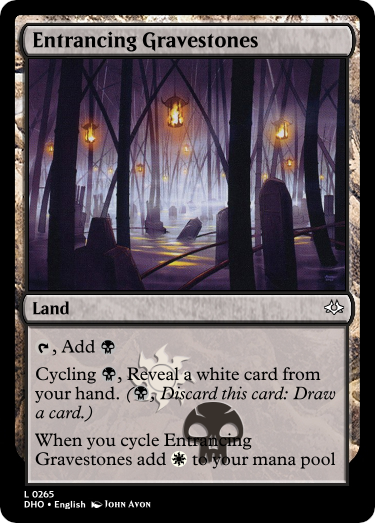 Entrancing Gravestones
Land
, Add
Cycling , Reveal a white card from
your hand. ( , Discard this card: Draw
a card.)
When you cycle Entrancing
Gravestones add to your mana pool
L 0265
DHO • English JOHN AVON